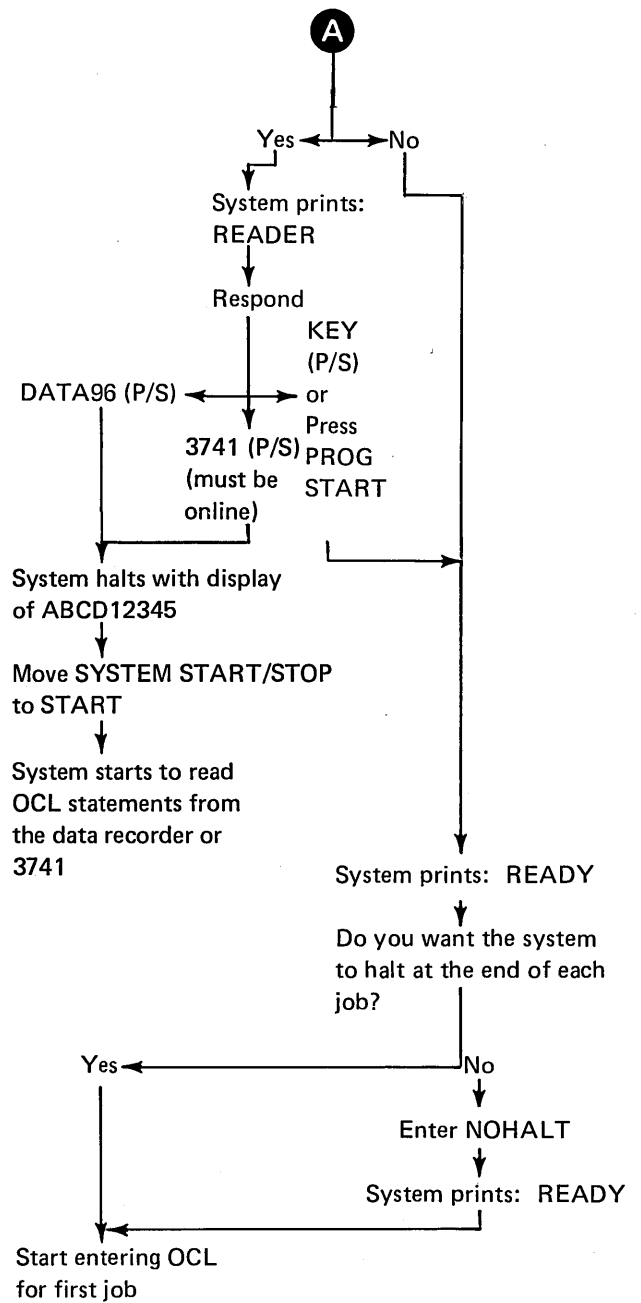 A
Yes
No
System prints:
READER
Respond
KEY
(P/S)
or
Press
PROG
START
DATA96 (P/S)
3741 (P/S)
(must be
online)
System halts with display
of ABCD12345
Move SYSTEM START/STOP
to START
System starts to read
OCL statements from
the data recorder or
3741
System prints: READY
Do you want the system
to halt at the end of each
job?
Yes
No
Enter NOHALT
System prints: READY
Start entering OCL
for first job